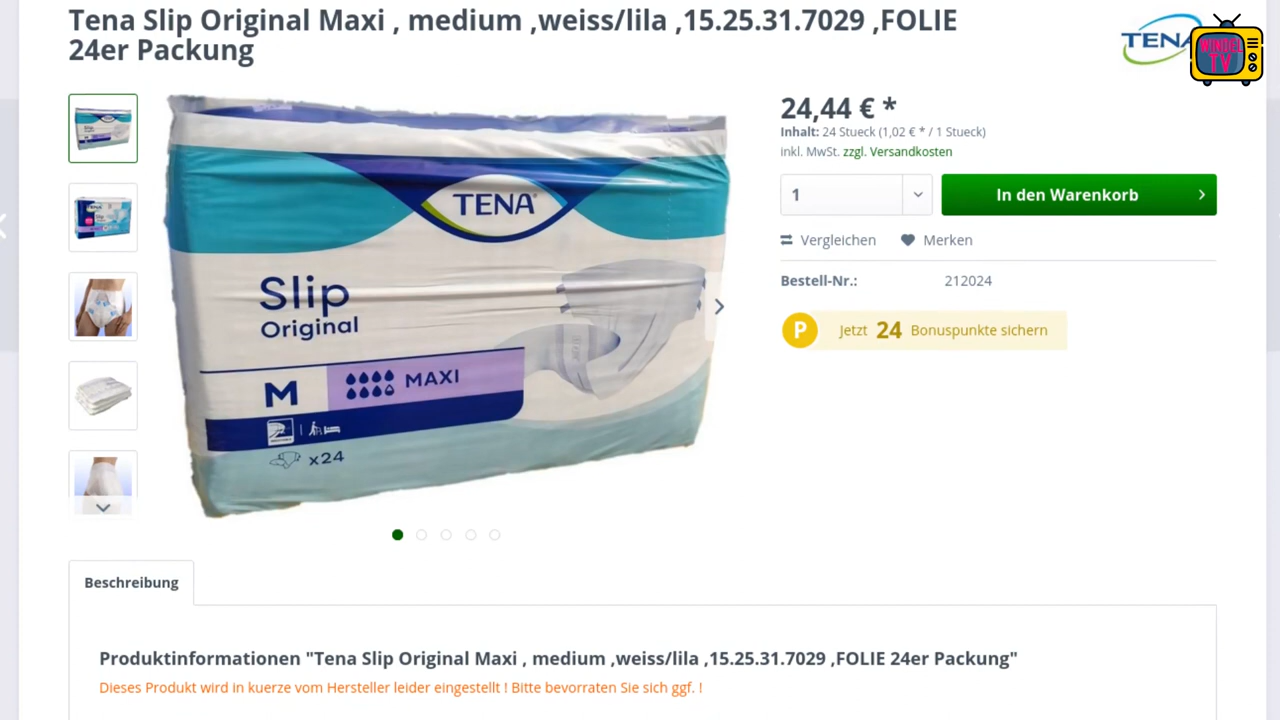 Tena Slip Original Maxi , medium ,weiss/lila ,15.25.31.7029 ,FOLIE
24er Packung
TENA
WINDEL
TV
24,44 € *
Inhalt: 24 Stueck (1,02 € * / 1 Stueck)
inkl. MwSt. zzgl. Versandkosten
1
In den Warenkorb
Vergleichen
Merken
Bestell-Nr.:
212024
P
Jetzt 24 Bonuspunkte sichern
TENA
Slip
Original
M
MAXI
x24
Beschreibung
Produktinformationen "Tena Slip Original Maxi , medium ,weiss/lila ,15.25.31.7029 ,FOLIE 24er Packung"
Dieses Produkt wird in kuerze vom Hersteller leider eingestellt ! Bitte bevorraten Sie sich ggf. !